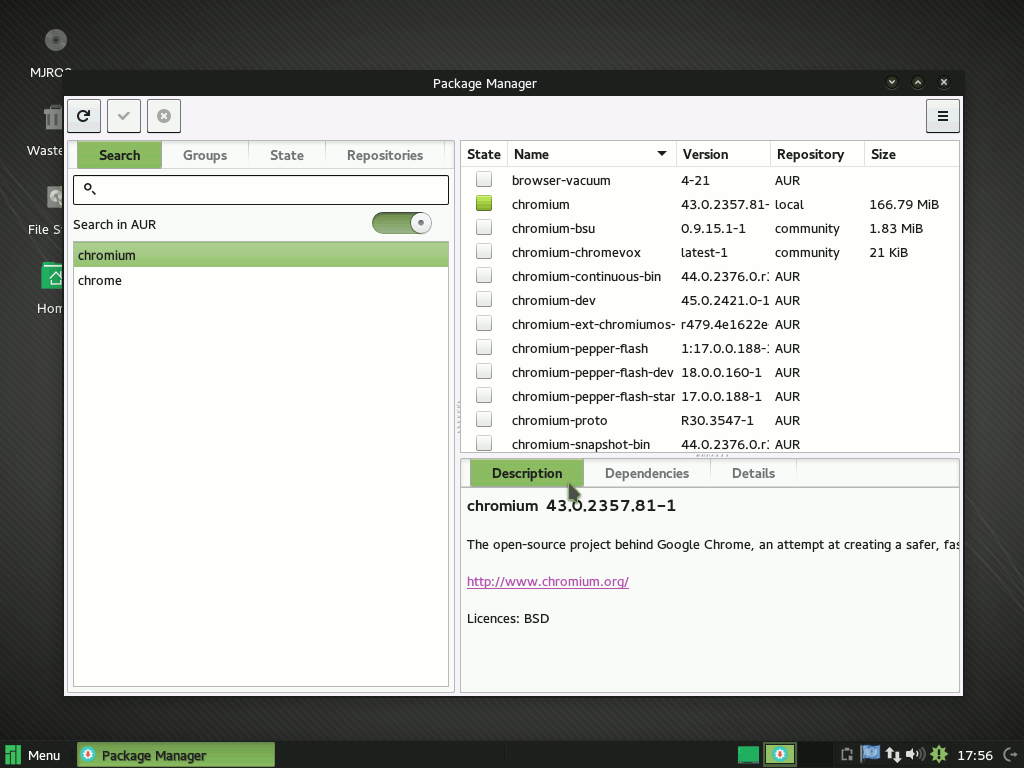 MJRO
Package Manager
Waste
File S
Hom
Search Groups State Repositories
Search in AUR
chromium
chrome
State Name Version Repository Size
browser-vacuum 4-21 AUR
chromium 43.0.2357.81- local 166.79 MiB
chromium-bsu 0.9.15.1-1 community 1.83 MiB
chromium-chromevox latest-1 community 21 KiB
chromium-continuous-bin 44.0.2376.0.r AUR
chromium-dev 45.0.2421.0-1 AUR
chromium-ext-chromiumos- r479.4e1622e AUR
chromium-pepper-flash 1:17.0.0.188- AUR
chromium-pepper-flash-dev 18.0.0.160-1 AUR
chromium-pepper-flash-star 17.0.0.188-1 AUR
chromium-proto R30.3547-1 AUR
chromium-snapshot-bin 44.0.2376.0.r AUR
Description Dependencies Details
chromium 43.0.2357.81-1
The open-source project behind Google Chrome, an attempt at creating a safer, fas
http://www.chromium.org/
Licences: BSD
Menu Package Manager 17:56